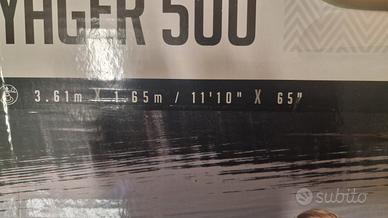 YAGER 500
3.61m X 1.65m / 11'10" X 65"
subito